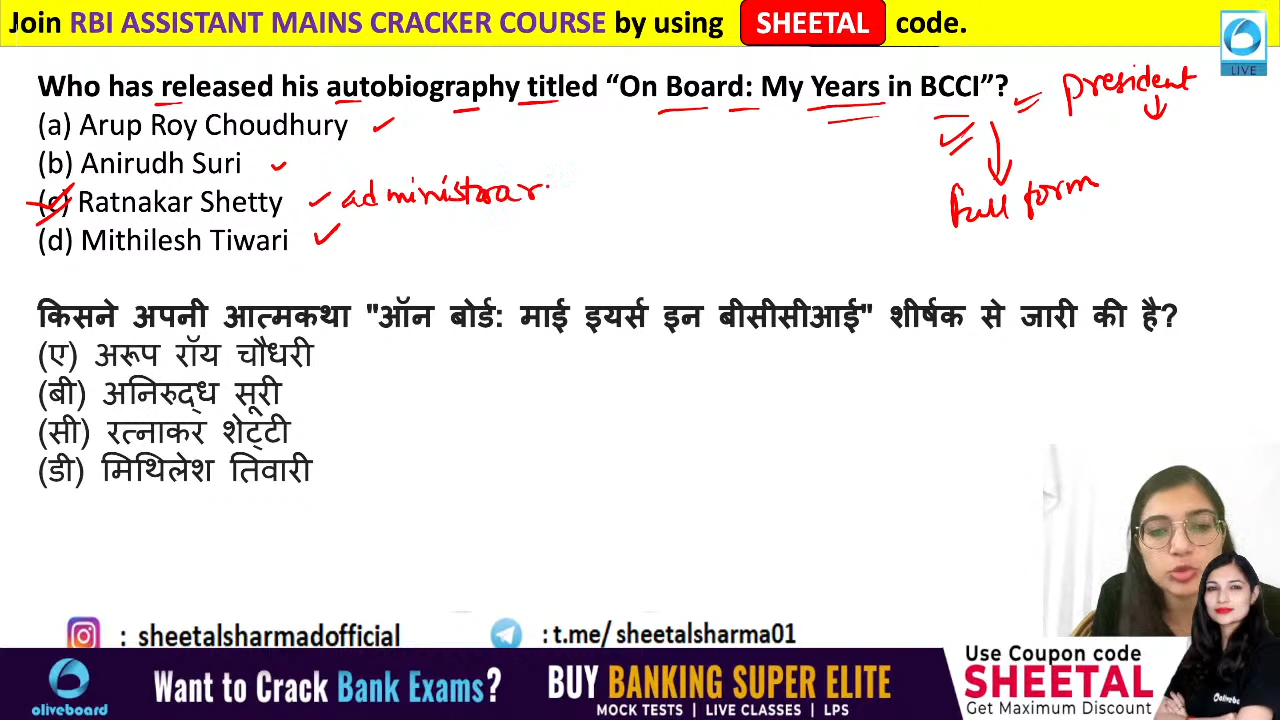 Join RBI ASSISTANT MAINS CRACKER COURSE by using SHEETAL code.
LIVE
Who has released his autobiography titled “On Board: My Years in BCCI”?
president
(a) Arup Roy Choudhury
(b) Anirudh Suri
(c) Ratnakar Shetty
administrar
full form
(d) Mithilesh Tiwari
किसने अपनी आत्मकथा "ऑन बोर्ड: माई इयर्स इन बीसीसीआई" शीर्षक से जारी की है?
(ए) अरूप रॉय चौधरी
(बी) अनिरुद्ध सूरी
(सी) रत्नाकर शेट्टी
(डी) मिथिलेश तिवारी
: sheetalsharmadofficial
: t.me/ sheetalsharma01
oliveboard
Want to Crack Bank Exams?
BUY BANKING SUPER ELITE
MOCK TESTS | LIVE CLASSES | LPS
Use Coupon code
SHEETAL
Get Maximum Discount